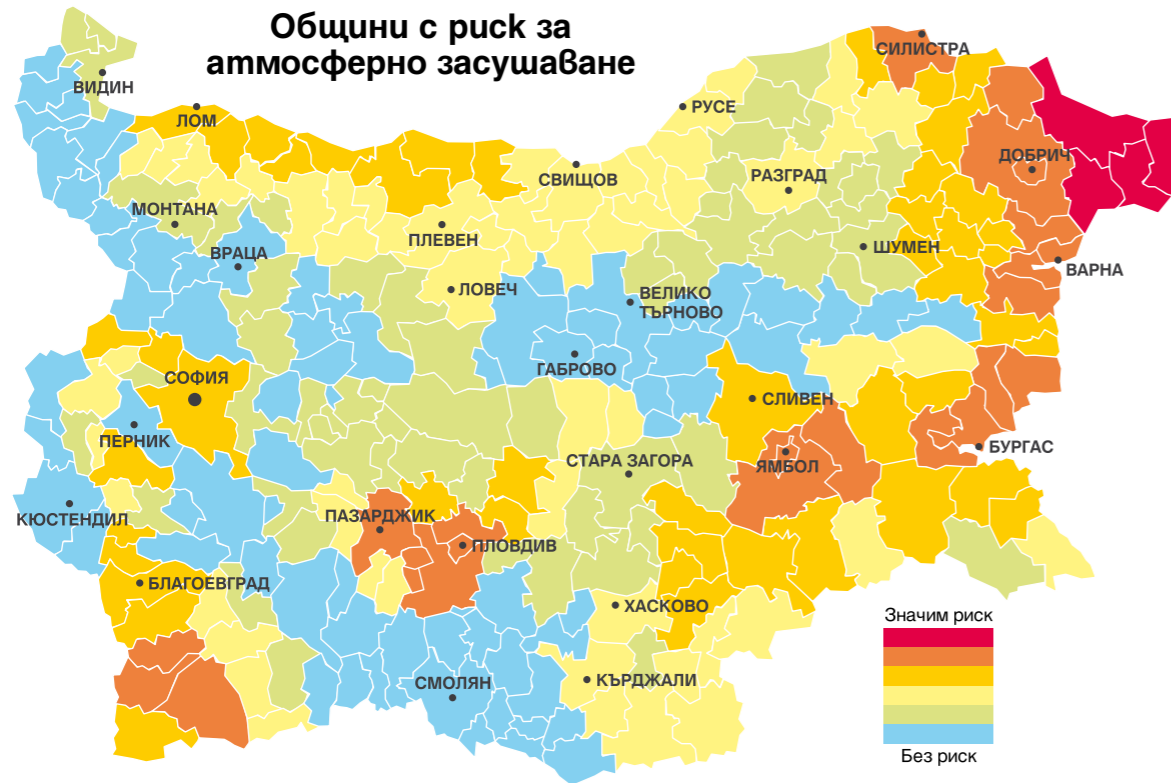 Общини с риск за
атмосферно засушаване
СИЛИСТРА
ВИДИН
РУСЕ
ЛОМ
ДОБРИЧ
СВИЩОВ
РАЗГРАД
МОНТАНА
ПЛЕВЕН
ШУМЕН
ВРАЦА
ВАРНА
ЛОВЕЧ
ВЕЛИКО
ТЪРНОВО
ГАБРОВО
СОФИЯ
СЛИВЕН
ПЕРНИК
БУРГАС
СТАРА ЗАГОРА
ЯМБОЛ
КЮСТЕНДИЛ
ПАЗАРДЖИК
ПЛОВДИВ
БЛАГОЕВГРАД
ХАСКОВО
Значим риск
СМОЛЯН
КЪРДЖАЛИ
Без риск